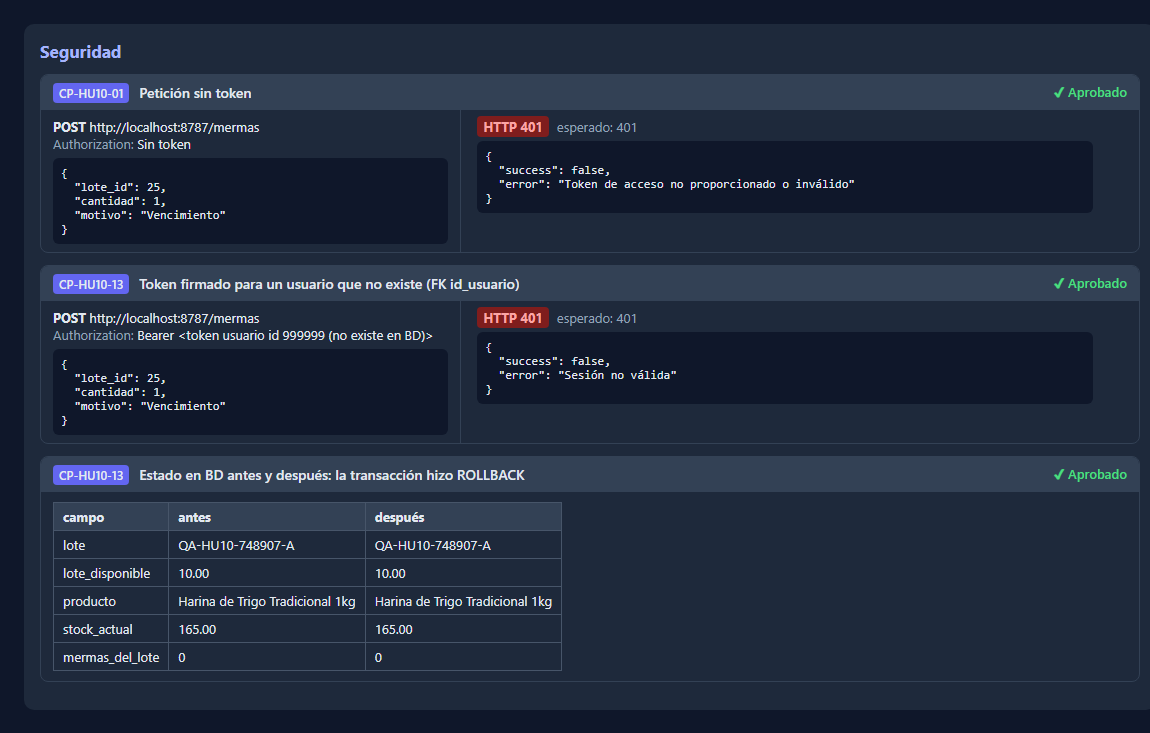 Seguridad
CP-HU10-01 Petición sin token ✔ Aprobado
POST http://localhost:8787/mermas
Authorization: Sin token
{
  "lote_id": 25,
  "cantidad": 1,
  "motivo": "Vencimiento"
}
HTTP 401 esperado: 401
{
  "success": false,
  "error": "Token de acceso no proporcionado o inválido"
}
CP-HU10-13 Token firmado para un usuario que no existe (FK id_usuario) ✔ Aprobado
POST http://localhost:8787/mermas
Authorization: Bearer <token usuario id 999999 (no existe en BD)>
{
  "lote_id": 25,
  "cantidad": 1,
  "motivo": "Vencimiento"
}
HTTP 401 esperado: 401
{
  "success": false,
  "error": "Sesión no válida"
}
CP-HU10-13 Estado en BD antes y después: la transacción hizo ROLLBACK ✔ Aprobado
campo antes después
lote QA-HU10-748907-A QA-HU10-748907-A
lote_disponible 10.00 10.00
producto Harina de Trigo Tradicional 1kg Harina de Trigo Tradicional 1kg
stock_actual 165.00 165.00
mermas_del_lote 0 0